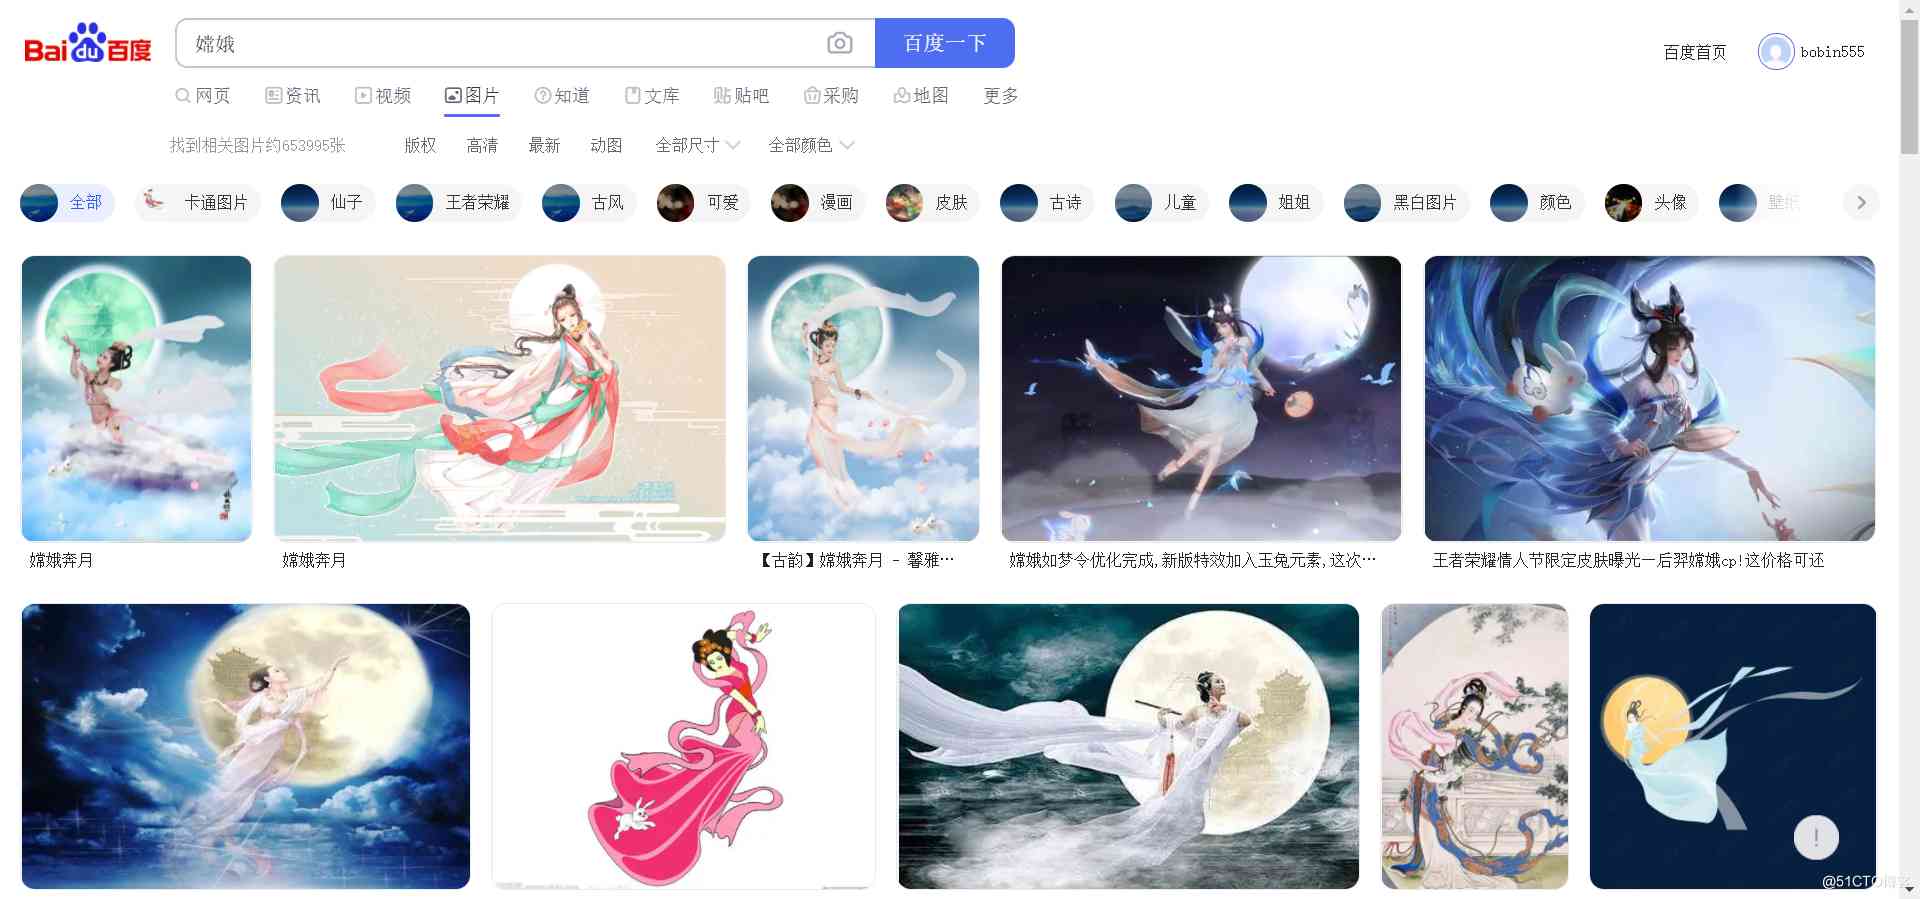 Bai du 百度
嫦娥
百度一下
百度首页
bobin555
网页 资讯 视频 图片 知道 文库 贴吧 贴吧 采购 地图 更多
找到相关图片约653995张 版权 高清 最新 动图 全部尺寸 全部颜色
全部 卡通图片 仙子 王者荣耀 古风 可爱 漫画 皮肤 古诗 儿童 姐姐 黑白图片 颜色 头像 壁纸
嫦娥奔月
嫦娥奔月
【古韵】嫦娥奔月 - 馨雅…
嫦娥如梦令优化完成,新版特效加入玉兔元素,这次…
王者荣耀情人节限定皮肤曝光一后羿嫦娥cp!这价格可还
@51CTO博客